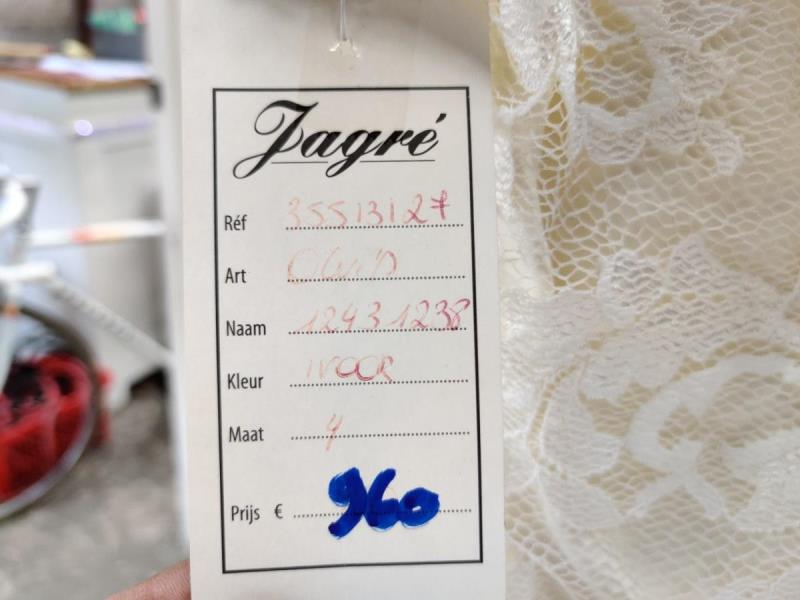 Jagré
Réf 35513127
Art
Naam 12431238
Kleur IVOOR
Maat 4
Prijs € 960